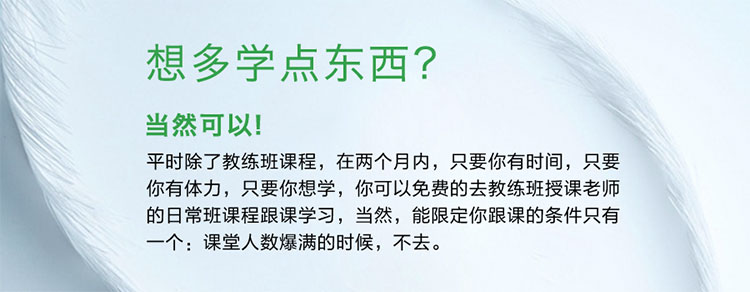 想多学点东西?
当然可以!
平时除了教练班课程，在两个月内，只要你有时间，只要
你有体力，只要你想学，你可以免费的去教练班授课老师
的日常班课程跟课学习，当然，能限定你跟课的条件只有
一个：课堂人数爆满的时候，不去。